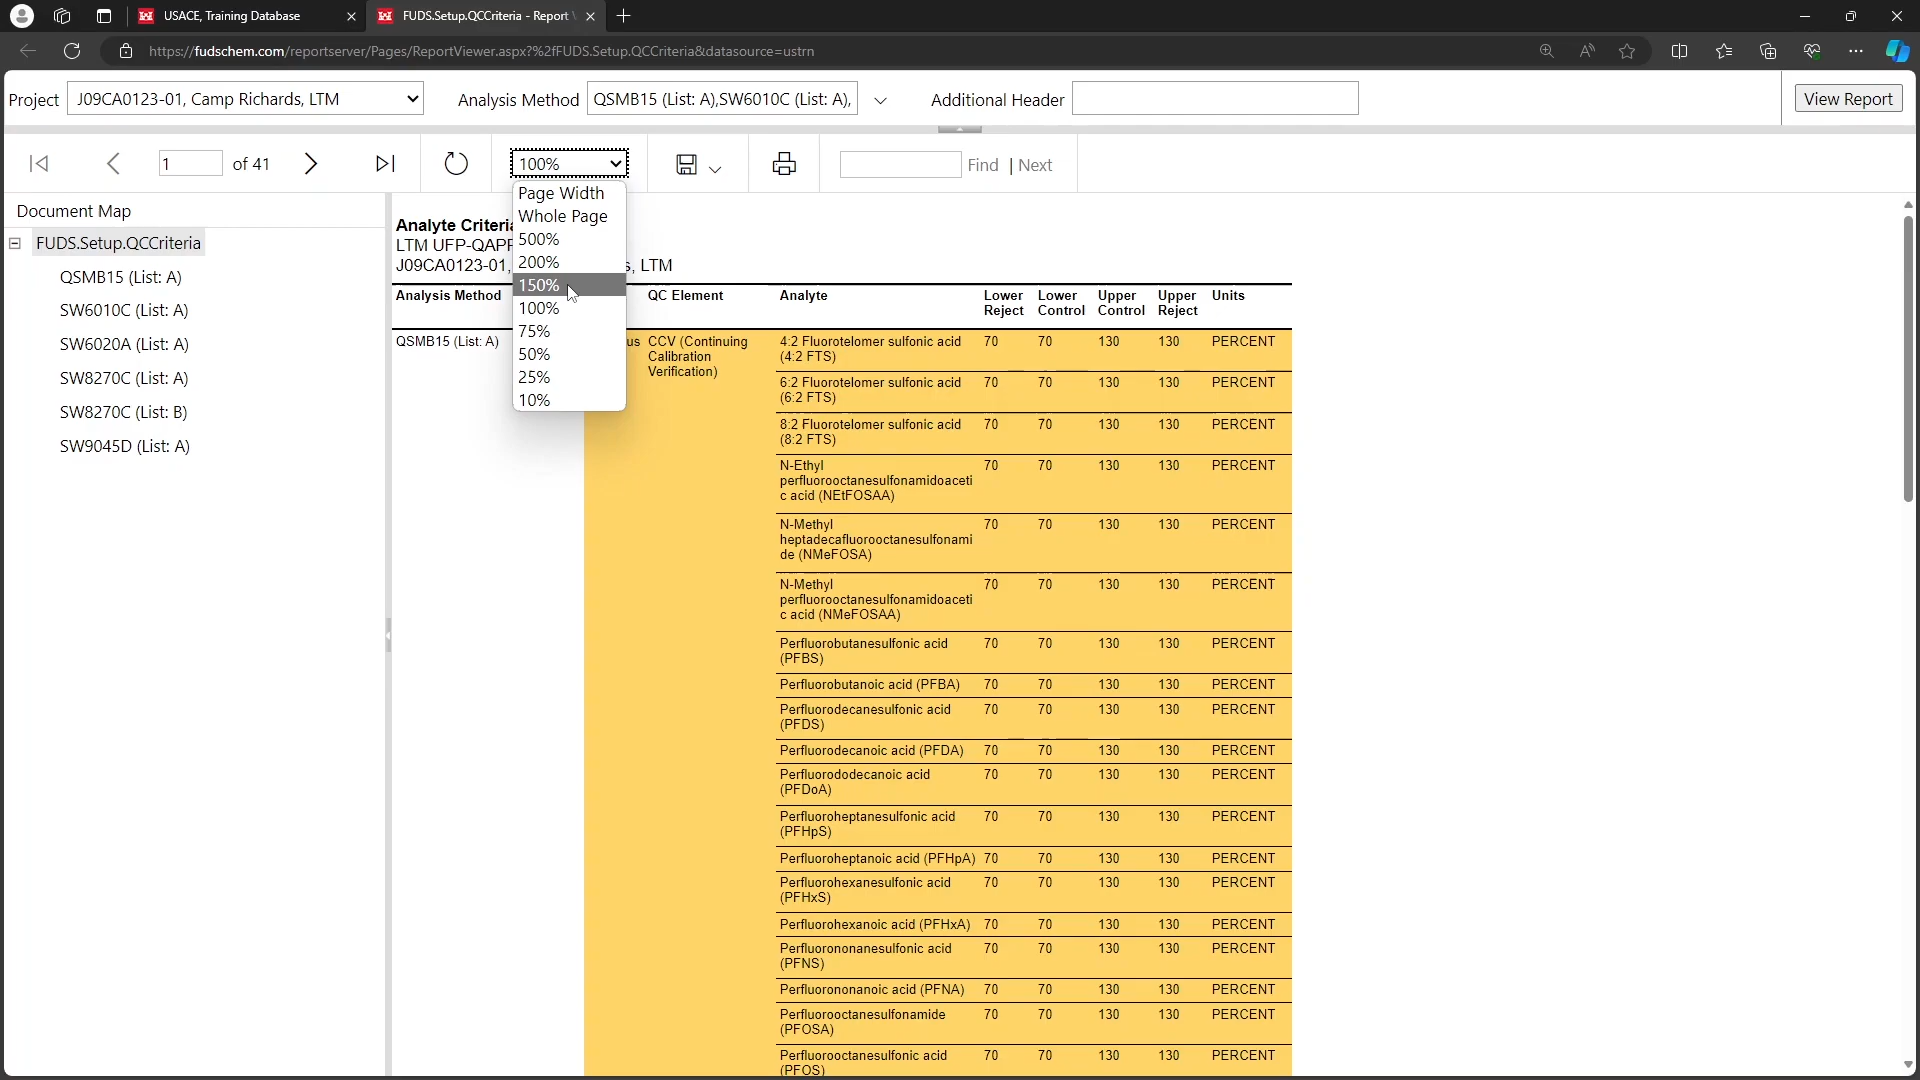 USACE, Training Database
FUDS.Setup.QCCriteria - Report
https://fudschem.com/reportserver/Pages/ReportViewer.aspx?%2fFUDS.Setup.QCCriteria&datasource=ustrn
Project J09CA0123-01, Camp Richards, LTM Analysis Method QSMB15 (List: A),SW6010C (List: A), Additional Header View Report
1 of 41 100% Find | Next
Page Width
Whole Page
500%
200%
150%
100%
75%
50%
25%
10%
Document Map
FUDS.Setup.QCCriteria
QSMB15 (List: A)
SW6010C (List: A)
SW6020A (List: A)
SW8270C (List: A)
SW8270C (List: B)
SW9045D (List: A)
Analyte Criteri
LTM UFP-QAPP
J09CA0123-01, s, LTM
Analysis Method QC Element Analyte Lower Reject Lower Control Upper Control Upper Reject Units
QSMB15 (List: A) us CCV (Continuing 4:2 Fluorotelomer sulfonic acid 70 70 130 130 PERCENT
Calibration (4:2 FTS)
Verification)
6:2 Fluorotelomer sulfonic acid 70 70 130 130 PERCENT
(6:2 FTS)
8:2 Fluorotelomer sulfonic acid 70 70 130 130 PERCENT
(8:2 FTS)
N-Ethyl 70 70 130 130 PERCENT
perfluorooctanesulfonamidoaceti
c acid (NEtFOSAA)
N-Methyl 70 70 130 130 PERCENT
heptadecafluorooctanesulfonami
de (NMeFOSA)
N-Methyl 70 70 130 130 PERCENT
perfluorooctanesulfonamidoaceti
c acid (NMeFOSAA)
Perfluorobutanesulfonic acid 70 70 130 130 PERCENT
(PFBS)
Perfluorobutanoic acid (PFBA) 70 70 130 130 PERCENT
Perfluorodecanesulfonic acid 70 70 130 130 PERCENT
(PFDS)
Perfluorodecanoic acid (PFDA) 70 70 130 130 PERCENT
Perfluorododecanoic acid 70 70 130 130 PERCENT
(PFDoA)
Perfluoroheptanesulfonic acid 70 70 130 130 PERCENT
(PFHpS)
Perfluoroheptanoic acid (PFHpA) 70 70 130 130 PERCENT
Perfluorohexanesulfonic acid 70 70 130 130 PERCENT
(PFHxS)
Perfluorohexanoic acid (PFHxA) 70 70 130 130 PERCENT
Perfluorononanesulfonic acid 70 70 130 130 PERCENT
(PFNS)
Perfluorononanoic acid (PFNA) 70 70 130 130 PERCENT
Perfluorooctanesulfonamide 70 70 130 130 PERCENT
(PFOSA)
Perfluorooctanesulfonic acid 70 70 130 130 PERCENT
(PFOS)